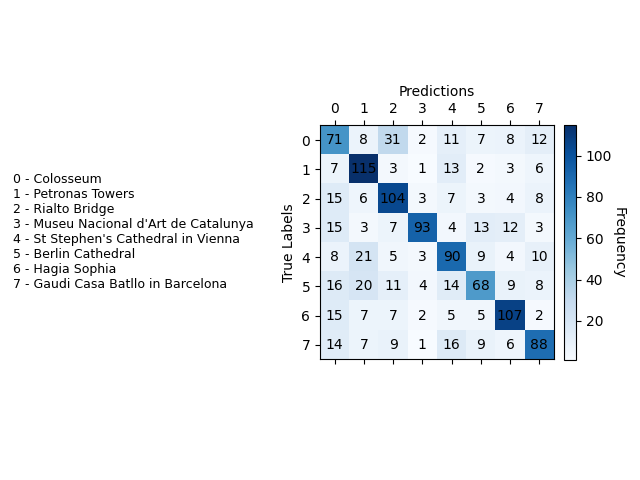 Predictions
0 1 2 3 4 5 6 7
0 71 8 31 2 11 7 8 12
1 7 115 3 1 13 2 3 6
2 15 6 104 3 7 3 4 8
3 15 3 7 93 4 13 12 3
4 8 21 5 3 90 9 4 10
5 16 20 11 4 14 68 9 8
6 15 7 7 2 5 5 107 2
7 14 7 9 1 16 9 6 88
True Labels
0 - Colosseum
1 - Petronas Towers
2 - Rialto Bridge
3 - Museu Nacional d'Art de Catalunya
4 - St Stephen's Cathedral in Vienna
5 - Berlin Cathedral
6 - Hagia Sophia
7 - Gaudi Casa Batllo in Barcelona
100
80
60
40
20
Frequency